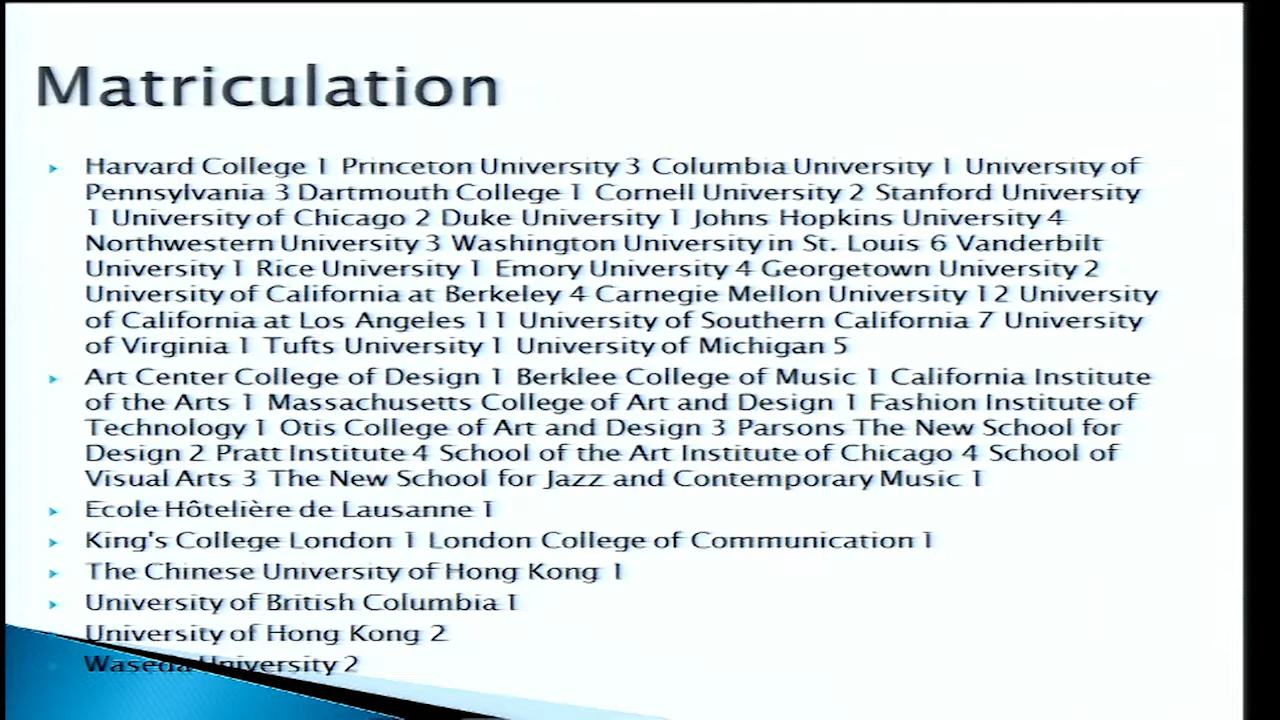 Matriculation
Harvard College 1 Princeton University 3 Columbia University 1 University of
Pennsylvania 3 Dartmouth College 1 Cornell University 2 Stanford University
1 University of Chicago 2 Duke University 1 Johns Hopkins University 4
Northwestern University 3 Washington University in St. Louis 6 Vanderbilt
University 1 Rice University 1 Emory University 4 Georgetown University 2
University of California at Berkeley 4 Carnegie Mellon University 12 University
of California at Los Angeles 11 University of Southern California 7 University
of Virginia 1 Tufts University 1 University of Michigan 5
Art Center College of Design 1 Berklee College of Music 1 California Institute
of the Arts 1 Massachusetts College of Art and Design 1 Fashion Institute of
Technology 1 Otis College of Art and Design 3 Parsons The New School for
Design 2 Pratt Institute 4 School of the Art Institute of Chicago 4 School of
Visual Arts 3 The New School for Jazz and Contemporary Music 1
Ecole Hôtelière de Lausanne 1
King's College London 1 London College of Communication 1
The Chinese University of Hong Kong 1
University of British Columbia 1
University of Hong Kong 2
Waseda University 2